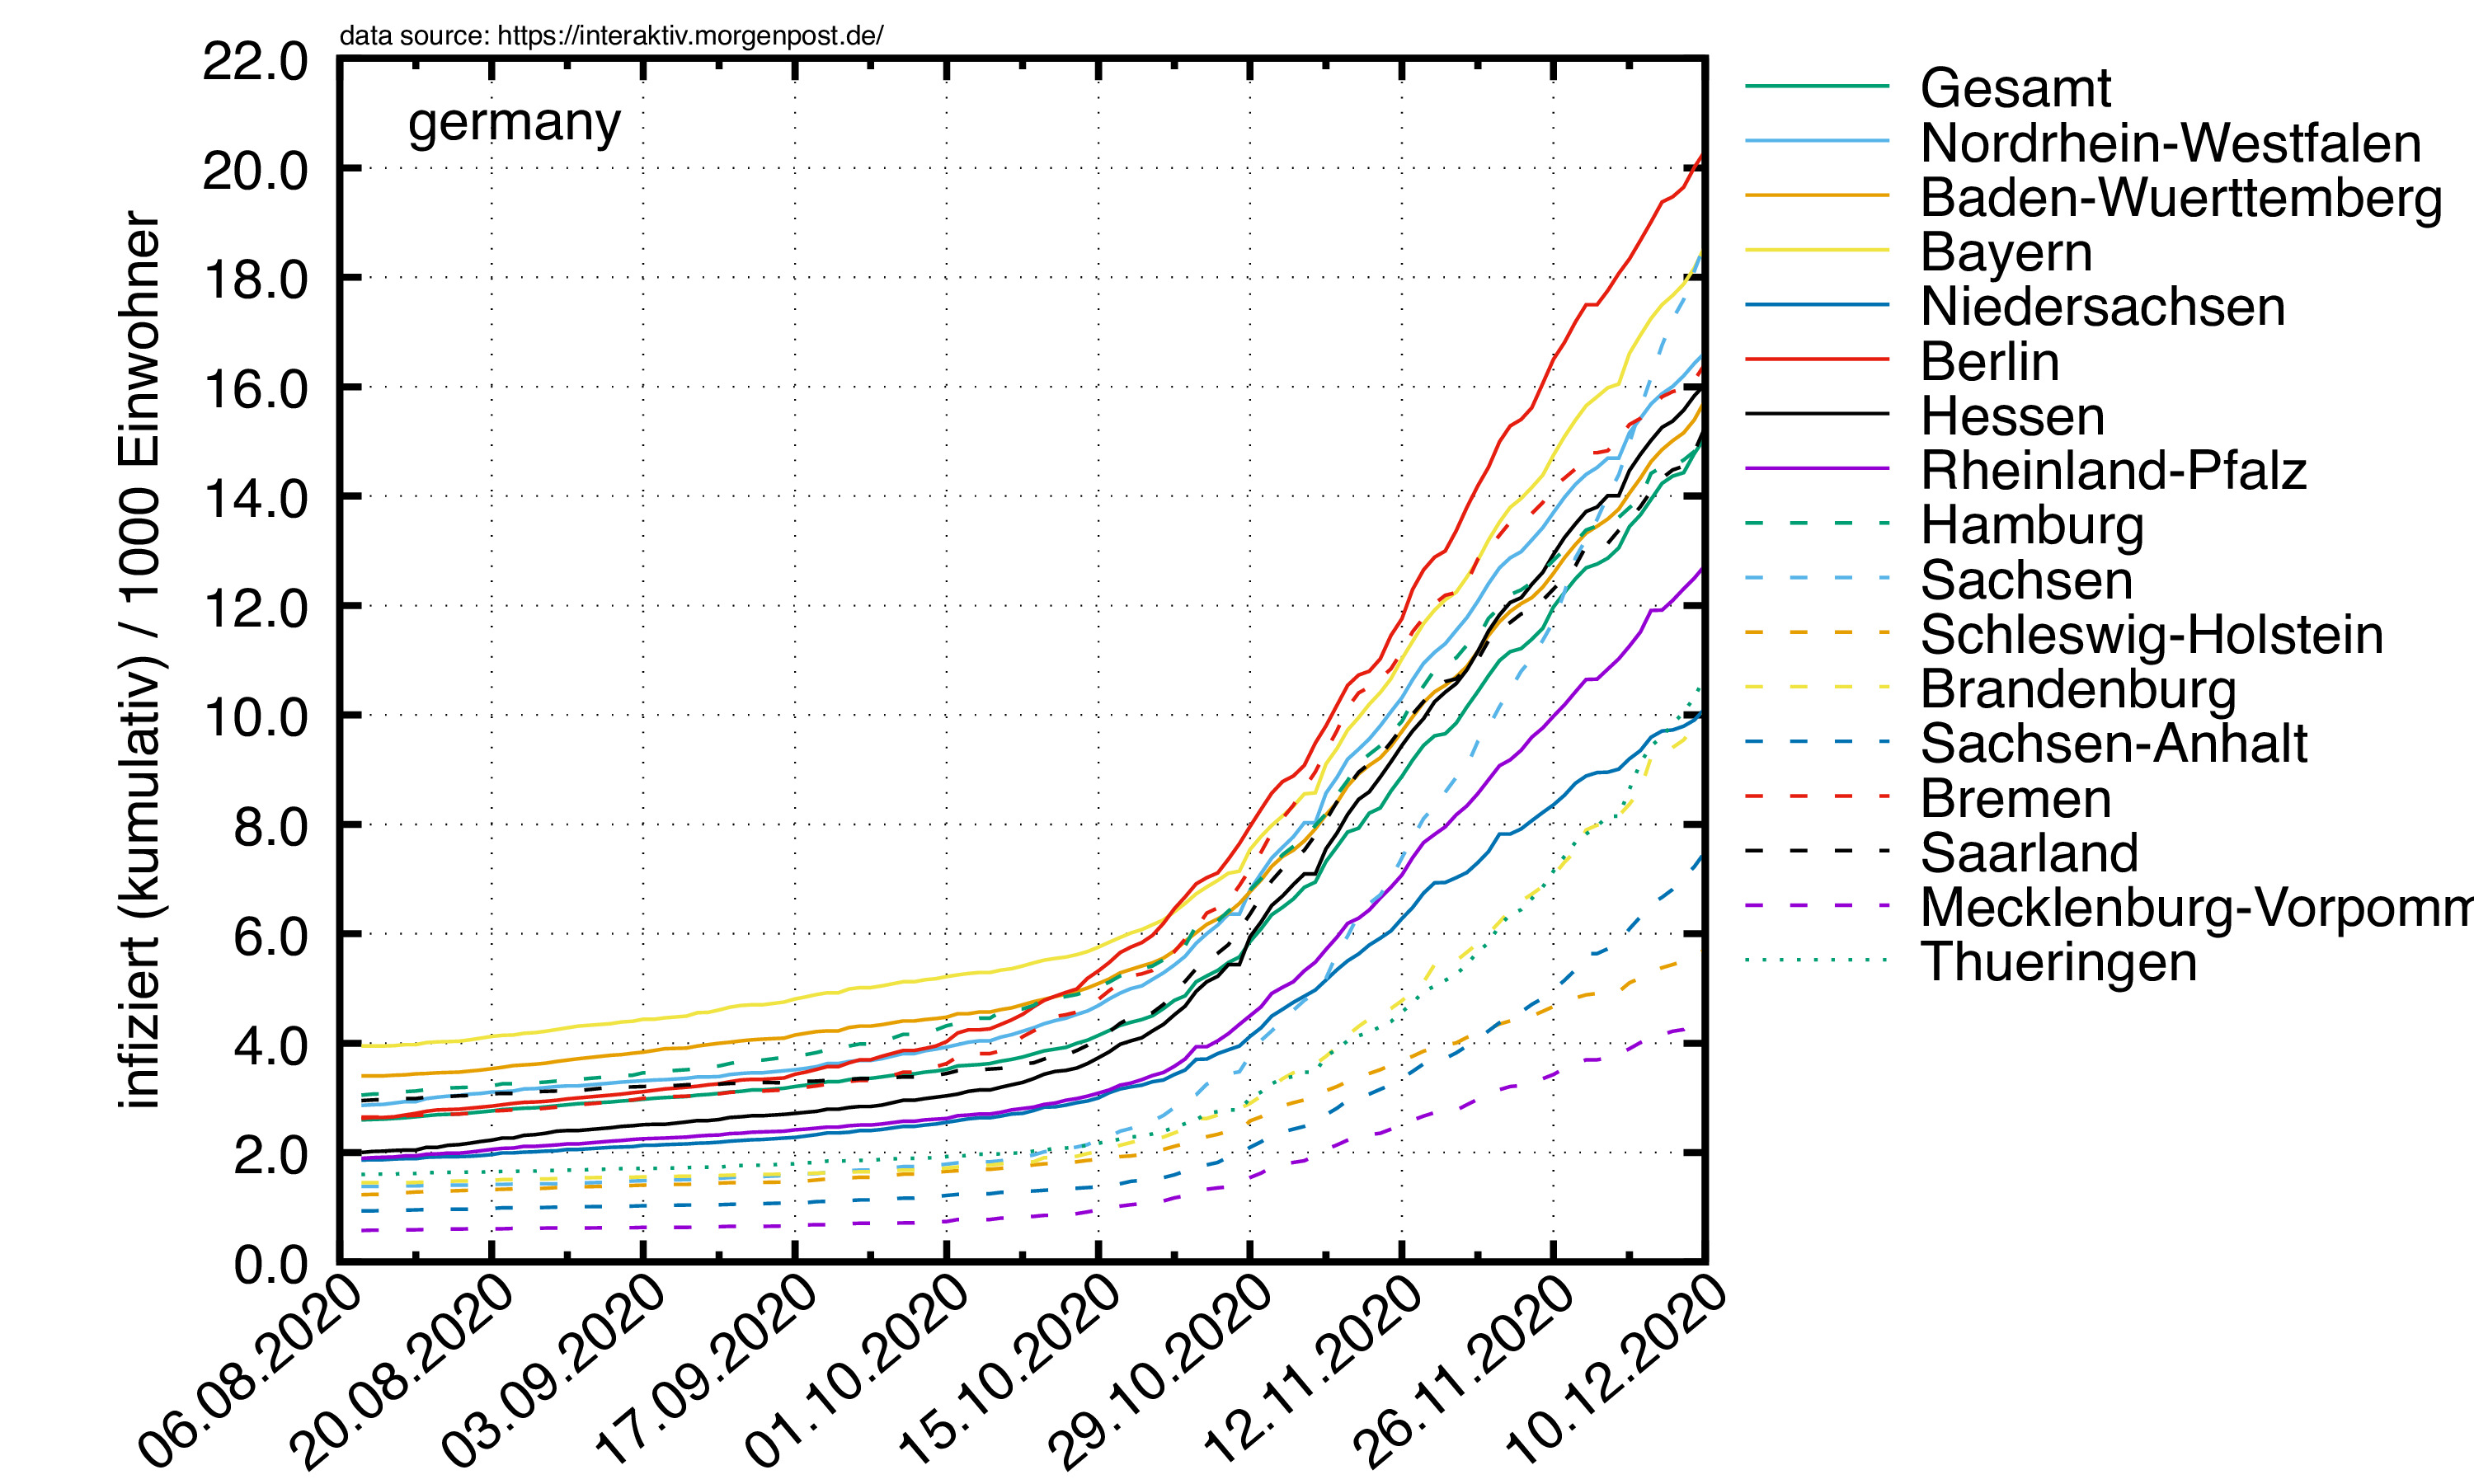 data source: https://interaktiv.morgenpost.de/
germany
infiziert (kumulativ) / 1000 Einwohner
22.0
20.0
18.0
16.0
14.0
12.0
10.0
8.0
6.0
4.0
2.0
0.0
06.08.2020
20.08.2020
03.09.2020
17.09.2020
01.10.2020
15.10.2020
29.10.2020
12.11.2020
26.11.2020
10.12.2020
Gesamt
Nordrhein-Westfalen
Baden-Wuerttemberg
Bayern
Niedersachsen
Berlin
Hessen
Rheinland-Pfalz
Hamburg
Sachsen
Schleswig-Holstein
Brandenburg
Sachsen-Anhalt
Bremen
Saarland
Mecklenburg-Vorpomm
Thueringen